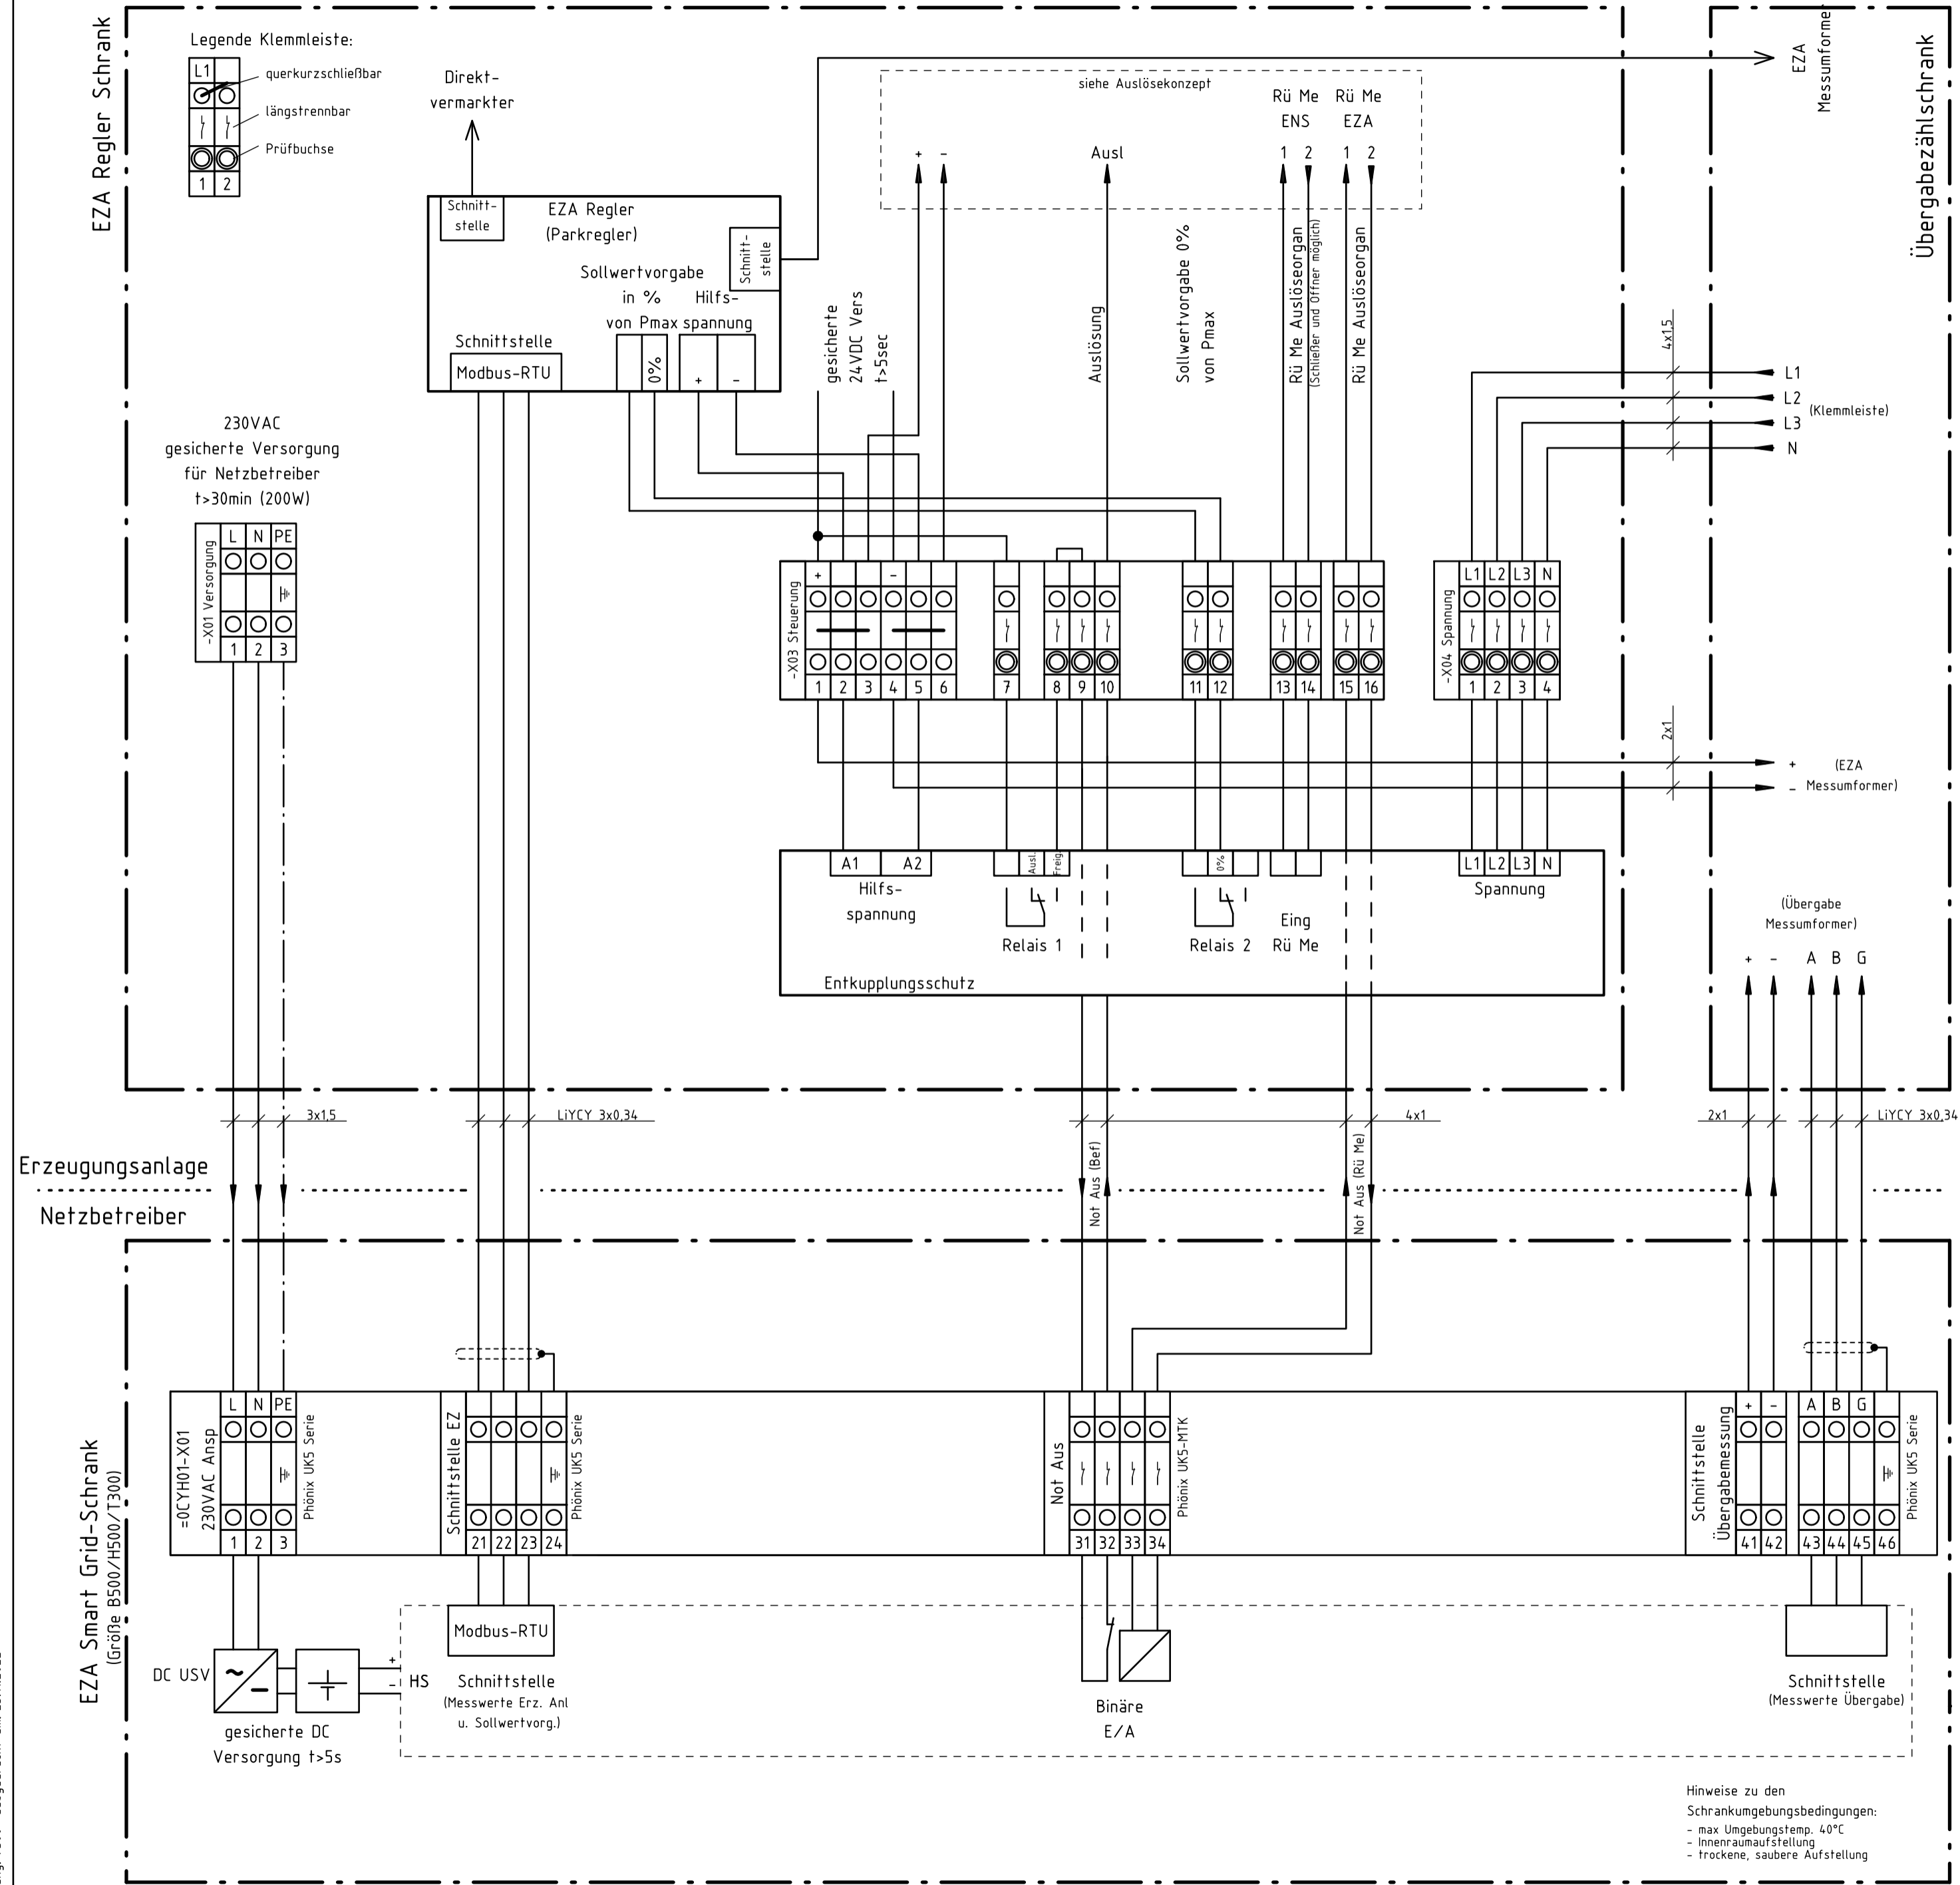 EZA Regler Schrank
Legende Klemmleiste:
L1
querkurzschließbar
längstrennbar
Prüfbuchse
1 2
Direkt-
vermarkter
Schnitt-
stelle
EZA Regler
(Parkregler)
Schnitt-
stelle
Sollwertvorgabe
in % Hilfs-
von Pmax spannung
0% + -
Schnittstelle
Modbus-RTU
siehe Auslösekonzept
Rü Me Rü Me
ENS EZA
+ - Ausl 1 2 1 2
gesicherte
24VDC Vers
t>5sec
Auslösung
Sollwertvorgabe 0%
von Pmax
Rü Me Auslöseorgan
(Schließer und Öffner möglich)
Rü Me Auslöseorgan
Übergabezählschrank
EZA
Messumformer
4x1,5
L1
L2
L3
N
(Klemmleiste)
230VAC
gesicherte Versorgung
für Netzbetreiber
t>30min (200W)
-X01 Versorgung
L N PE
1 2 3
-X03 Steuerung
+ -
1 2 3 4 5 6 7 8 9 10 11 12 13 14 15 16
-X04 Spannung
L1 L2 L3 N
1 2 3 4
2x1
+ (EZA
- Messumformer)
A1 A2
Hilfs-
spannung
Ausl.
Freig.
Relais 1
0%
Relais 2
Eing
Rü Me
L1 L2 L3 N
Spannung
Entkupplungsschutz
(Übergabe
Messumformer)
+ - A B G
3x1,5
LiYCY 3x0,34
4x1
2x1
LiYCY 3x0,34
Not Aus (Bef)
Not Aus (Rü Me)
Erzeugungsanlage
Netzbetreiber
EZA Smart Grid-Schrank
(Größe B500/H500/T300)
=0CYH01-X01
230VAC Ansp
L N PE
1 2 3
Phönix UK5 Serie
Schnittstelle EZ
21 22 23 24
Phönix UK5 Serie
Not Aus
31 32 33 34
Phönix UK5-MTK
Schnittstelle
Übergabemessung
+ - A B G
41 42 43 44 45 46
Phönix UK5 Serie
DC USV
gesicherte DC
Versorgung t>5s
+
-
HS
Modbus-RTU
Schnittstelle
(Messwerte Erz. Anl
u. Sollwertvorg.)
Binäre
E/A
Schnittstelle
(Messwerte Übergabe)
Hinweise zu den
Schrankumgebungsbedingungen:
- max Umgebungstemp. 40°C
- Innenraumaufstellung
- trockene, saubere Aufstellung